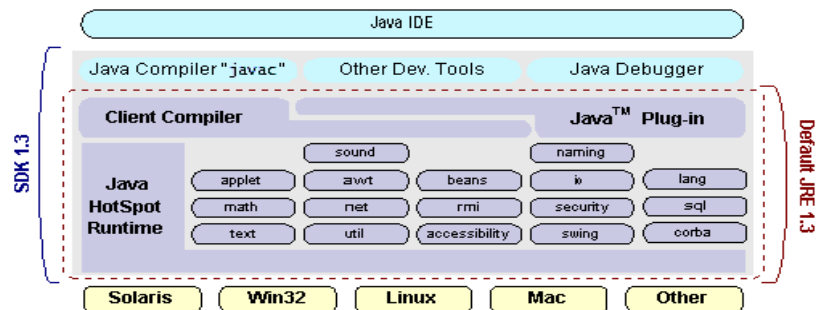 Java IDE
Java Compiler "javac" Other Dev. Tools Java Debugger
Client Compiler Java™ Plug-in
sound naming
applet awt beans io lang
math net rmi security sql
text util accessibility swing corba
Java
HotSpot
Runtime
SDK 1.3
Default JRE 1.3
Solaris Win32 Linux Mac Other